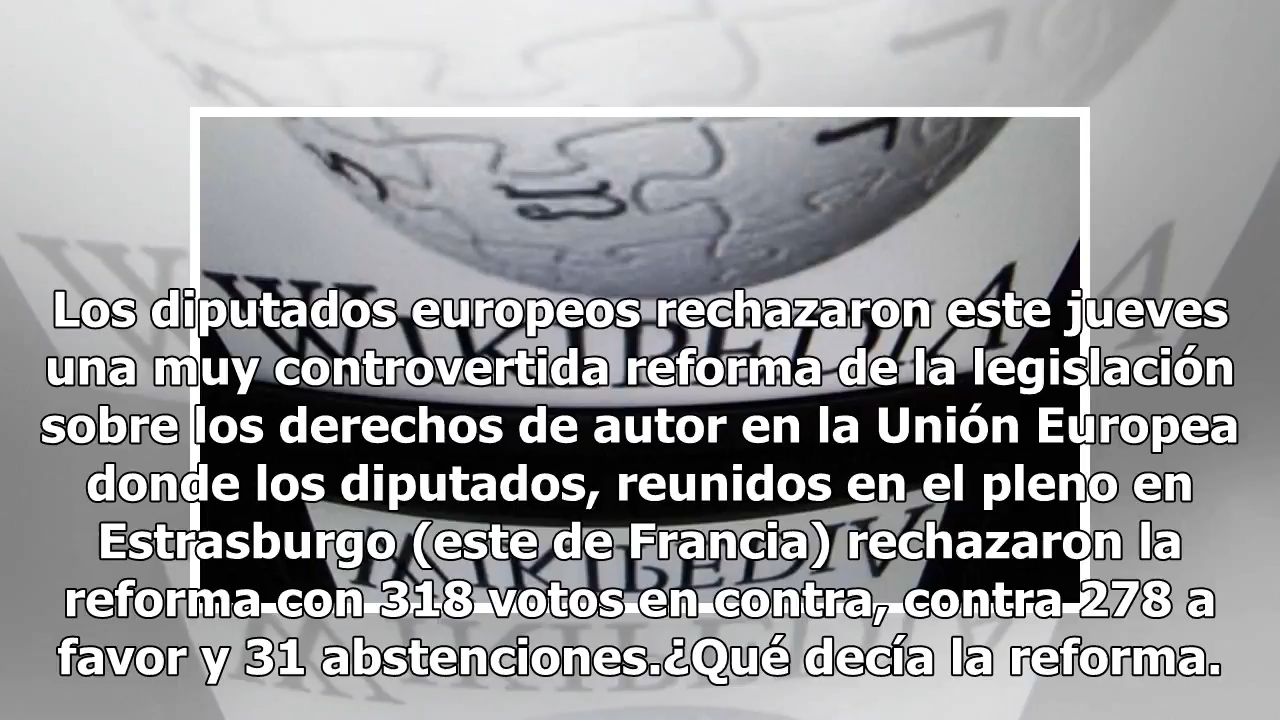 WIKIPEDIA
Los diputados europeos rechazaron este jueves
una muy controvertida reforma de la legislación
sobre los derechos de autor en la Unión Europea
donde los diputados, reunidos en el pleno en
Estrasburgo (este de Francia) rechazaron la
reforma con 318 votos en contra, contra 278 a
favor y 31 abstenciones.¿Qué decía la reforma.